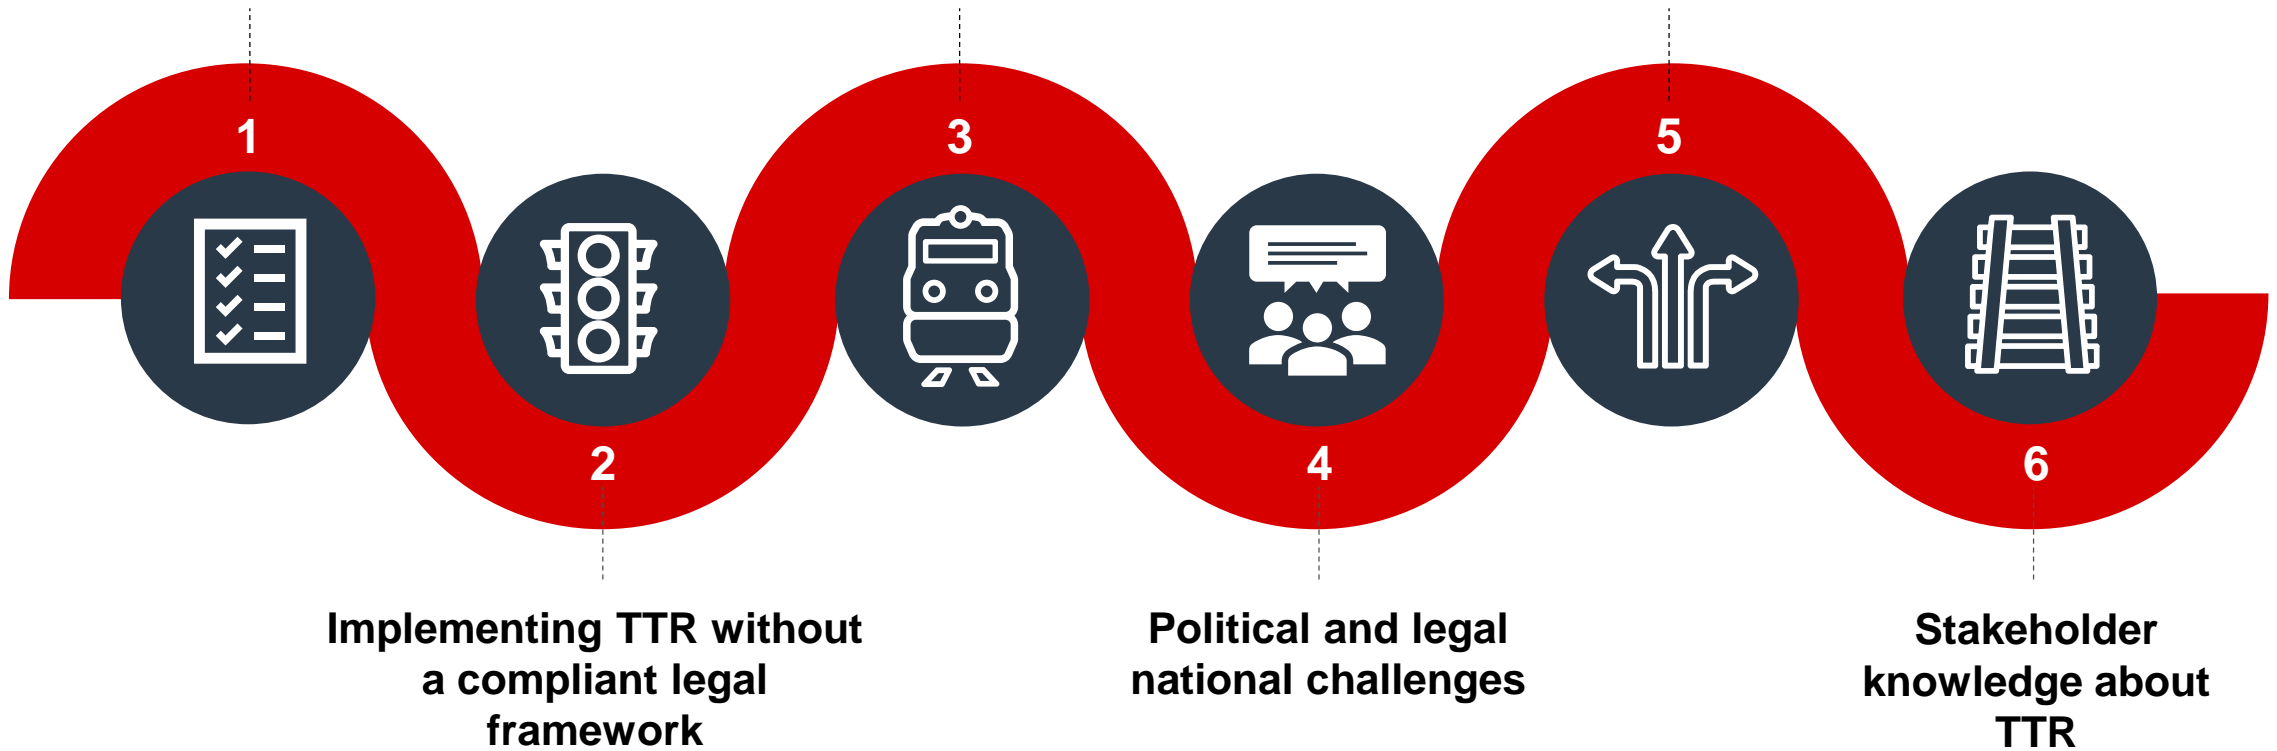 1
3
5
2
4
6
Implementing TTR without
a compliant legal
framework
Political and legal
national challenges
Stakeholder
knowledge about
TTR